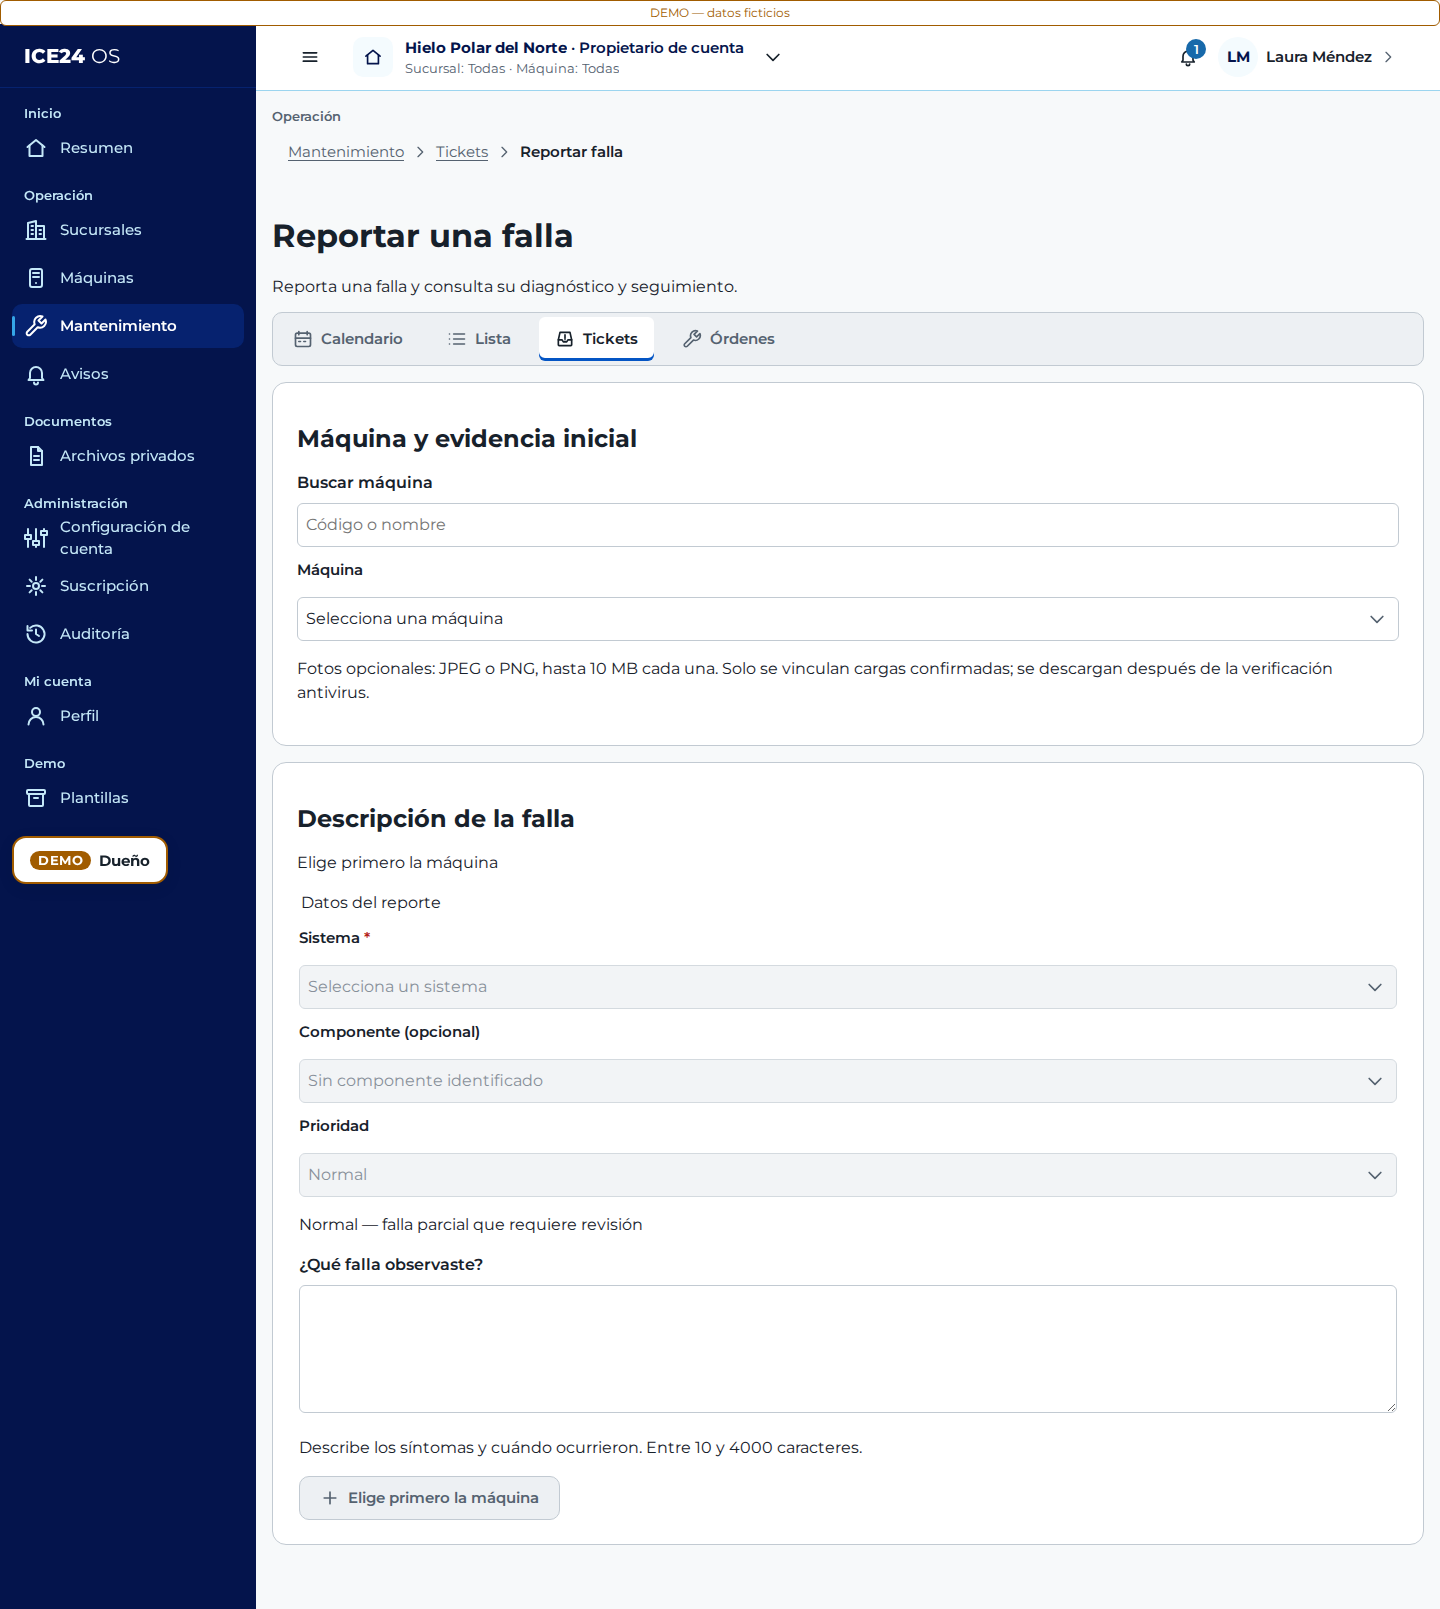 DEMO — datos ficticios
ICE24 OS
Inicio
Resumen
Operación
Sucursales
Máquinas
Mantenimiento
Avisos
Documentos
Archivos privados
Administración
Configuración de
cuenta
Suscripción
Auditoría
Mi cuenta
Perfil
Demo
Plantillas
DEMO Dueño
Hielo Polar del Norte · Propietario de cuenta
Sucursal: Todas · Máquina: Todas
1
LM Laura Méndez
Operación
Mantenimiento > Tickets > Reportar falla
Reportar una falla
Reporta una falla y consulta su diagnóstico y seguimiento.
Calendario Lista Tickets Órdenes
Máquina y evidencia inicial
Buscar máquina
Código o nombre
Máquina
Selecciona una máquina
Fotos opcionales: JPEG o PNG, hasta 10 MB cada una. Solo se vinculan cargas confirmadas; se descargan después de la verificación
antivirus.
Descripción de la falla
Elige primero la máquina
Datos del reporte
Sistema *
Selecciona un sistema
Componente (opcional)
Sin componente identificado
Prioridad
Normal
Normal — falla parcial que requiere revisión
¿Qué falla observaste?
Describe los síntomas y cuándo ocurrieron. Entre 10 y 4000 caracteres.
+ Elige primero la máquina